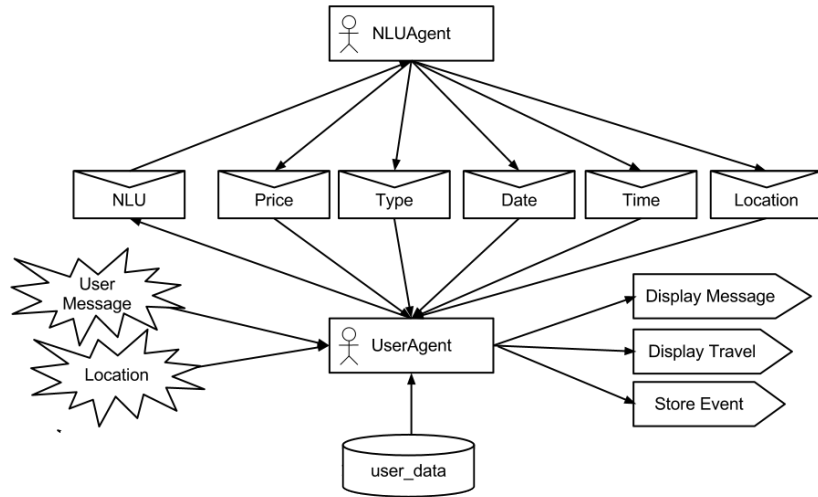 NLUAgent
NLU
Price
Type
Date
Time
Location
User
Message
Location
UserAgent
Display Message
Display Travel
Store Event
user_data